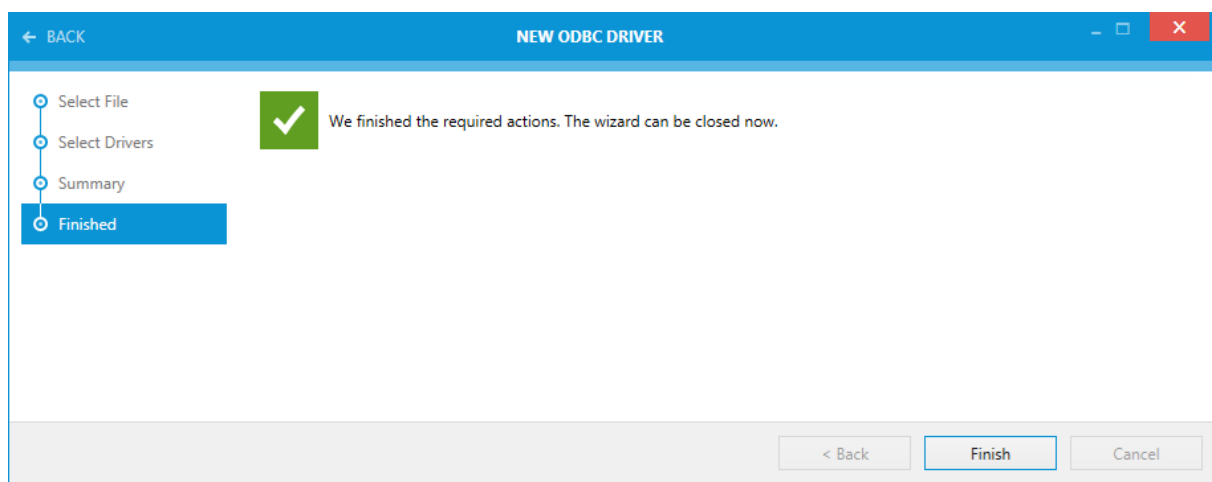 ← BACK
NEW ODBC DRIVER
Select File
Select Drivers
Summary
Finished
We finished the required actions. The wizard can be closed now.
< Back
Finish
Cancel